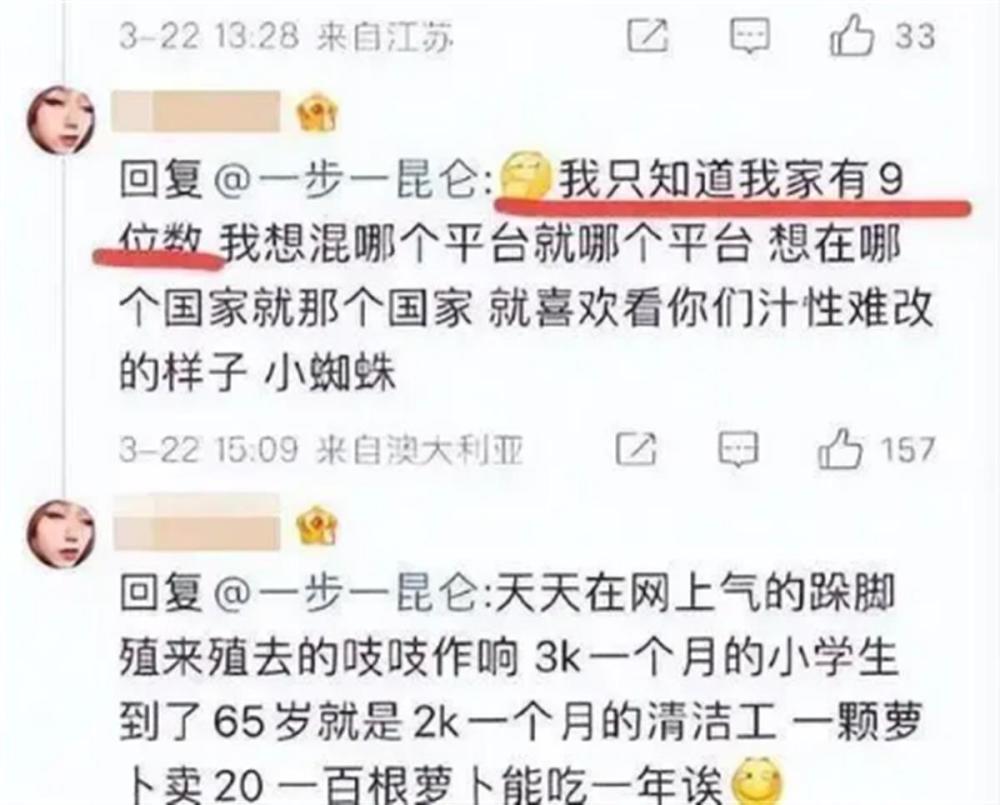 3-22 13:28 来自江苏 33
回复@一步一昆仑:我只知道我家有9
位数 我想混哪个平台就哪个平台 想在哪
个国家就那个国家 就喜欢看你们汁性难改
的样子 小蜘蛛
3-22 15:09 来自澳大利亚 157
回复@一步一昆仑:天天在网上气的跺脚
殖来殖去的吱吱作响 3k一个月的小学生
到了65岁就是2k一个月的清洁工 一颗萝
卜卖20 一百根萝卜能吃一年诶